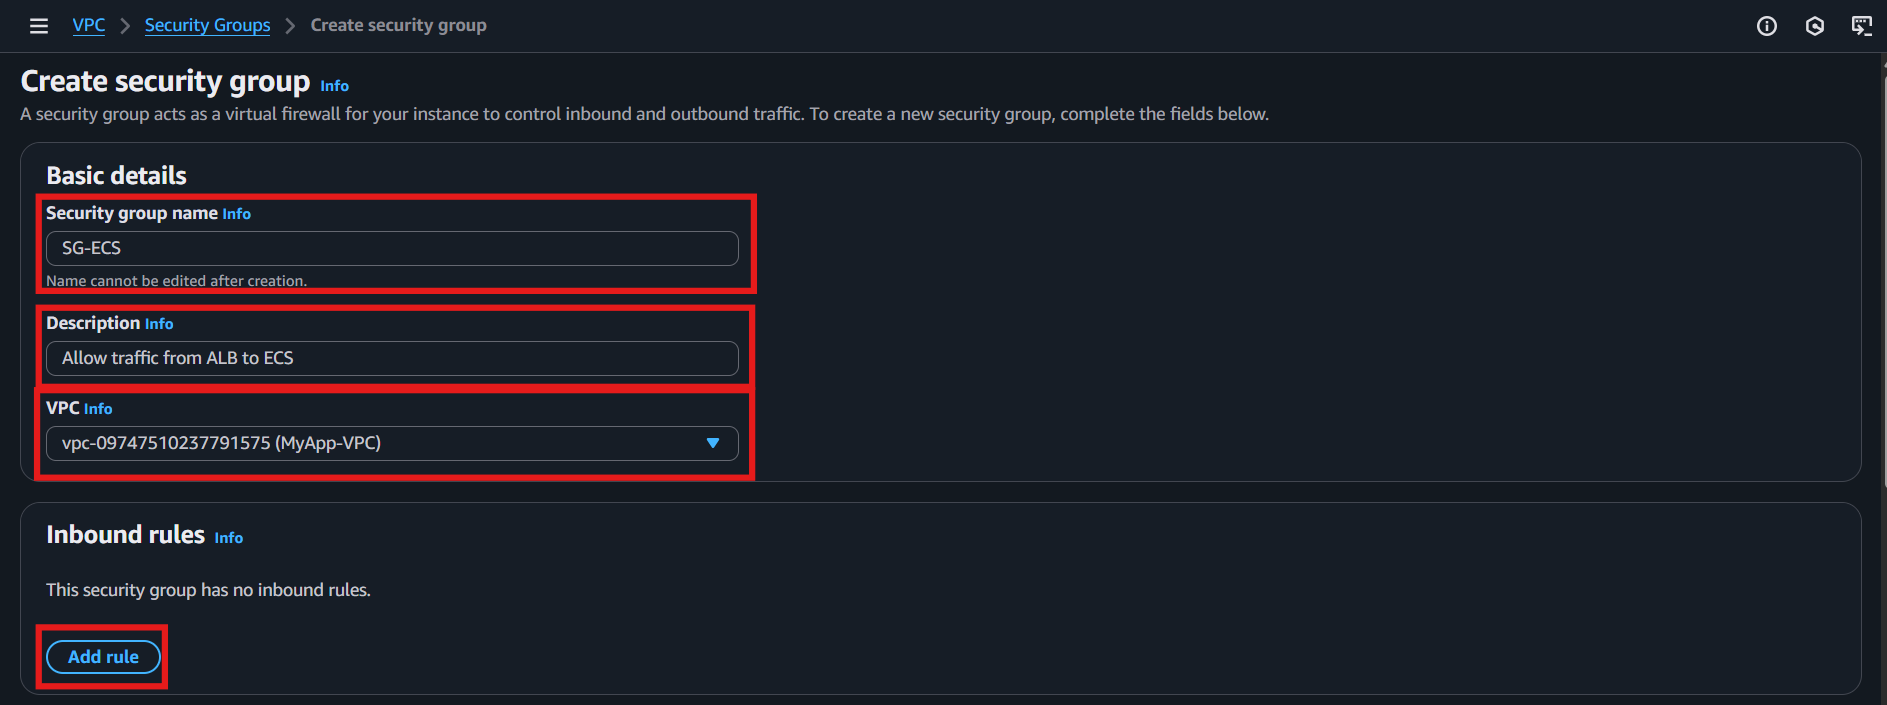 VPC > Security Groups > Create security group
Create security group Info
A security group acts as a virtual firewall for your instance to control inbound and outbound traffic. To create a new security group, complete the fields below.
Basic details
Security group name Info
SG-ECS
Name cannot be edited after creation.
Description Info
Allow traffic from ALB to ECS
VPC Info
vpc-09747510237791575 (MyApp-VPC)
Inbound rules Info
This security group has no inbound rules.
Add rule